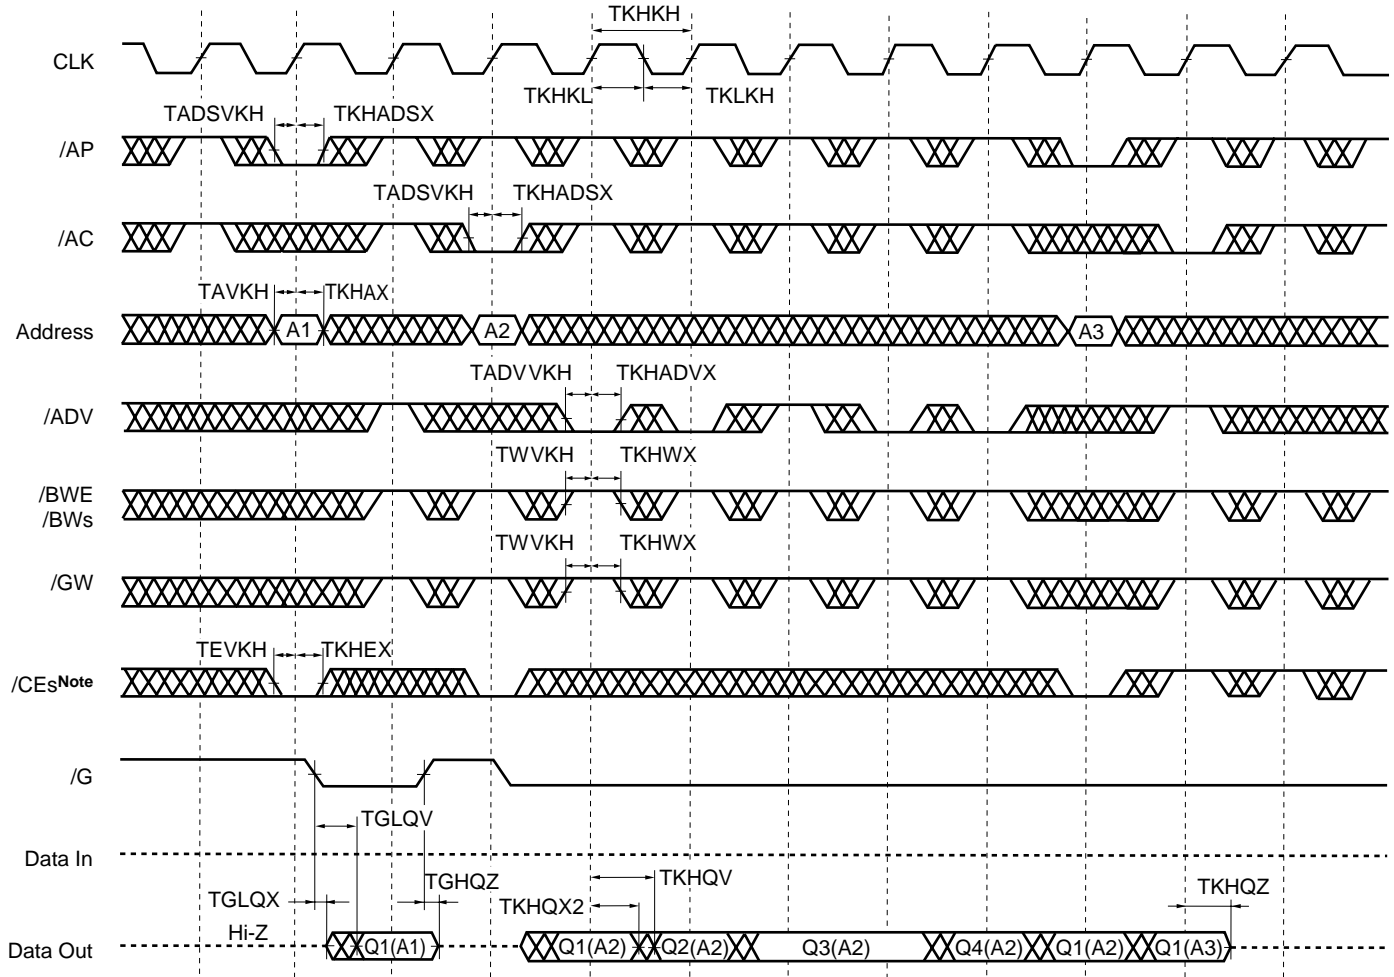 TKHKH
CLK
TKHKL TKLKH
TADSVKH TKHADSX
/AP
TADSVKH TKHADSX
/AC
TAVKH TKHAX
Address A1 A2 A3
TADVVKH TKHADVX
/ADV
TWVKH TKHWX
/BWE
/BWs
TWVKH TKHWX
/GW
TEVKH TKHEX
/CEsNote
/G
TGLQV
Data In
TGLQX TGHQZ TKHQV TKHQZ
TKHQX2
Hi-Z
Data Out Q1(A1) Q1(A2) Q2(A2) Q3(A2) Q4(A2) Q1(A2) Q1(A3)